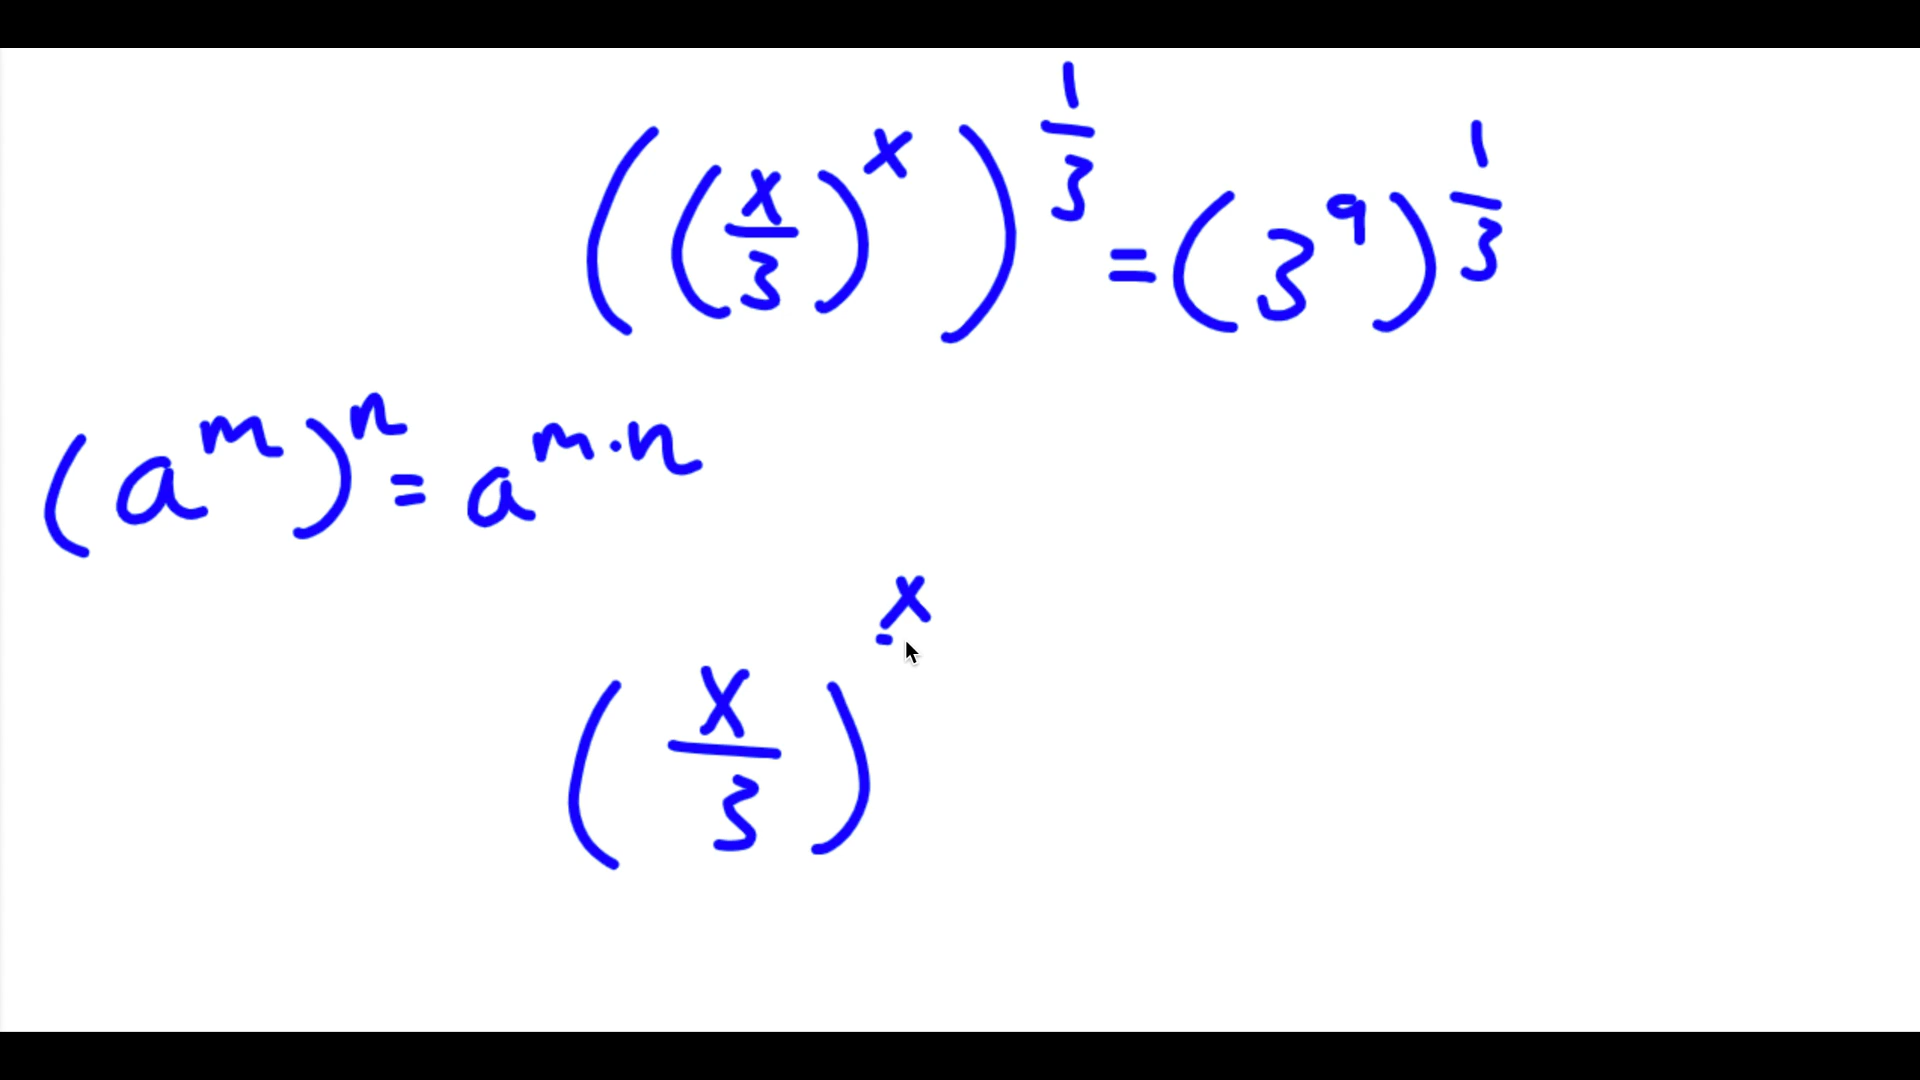 ((x/3)^x)^(1/3) = (3^9)^(1/3)
(a^m)^n = a^(m·n)
(x/3)^x